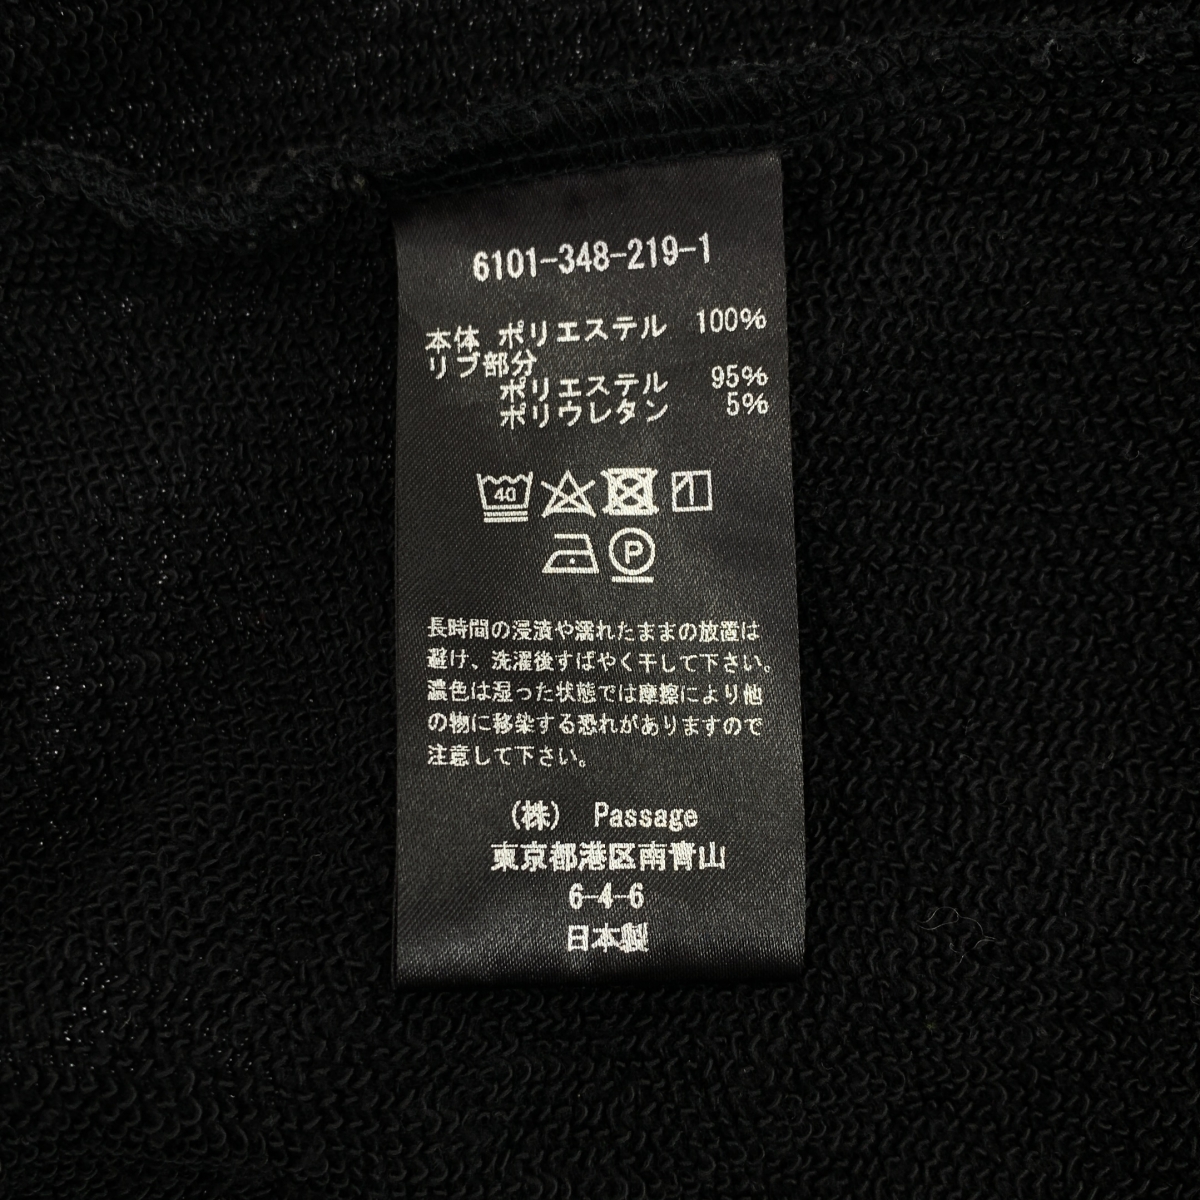 6101-348-219-1
本体 ポリエステル 100%
リブ部分
ポリエステル 95%
ポリウレタン 5%
40
P
長時間の浸漬や濡れたままの放置は
避け、洗濯後すばやく干して下さい。
濃色は湿った状態では摩擦により他
の物に移染する恐れがありますので
注意して下さい。
(株) Passage
東京都港区南青山
6-4-6
日本製